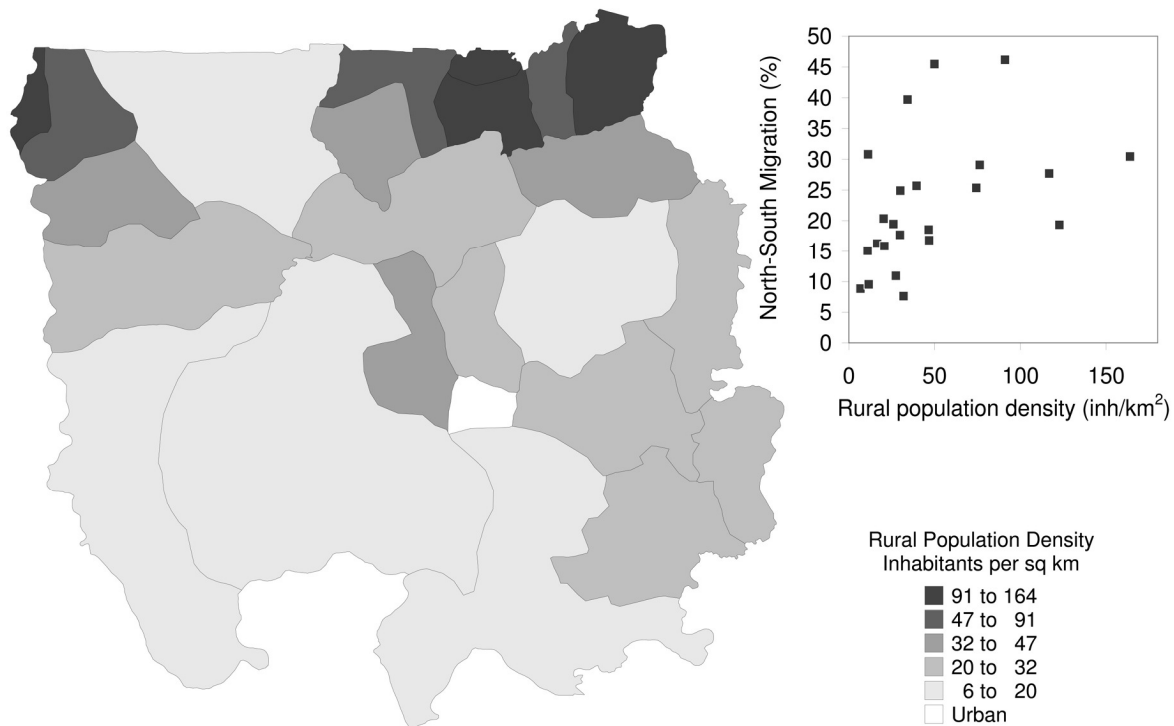 50
45
40
35
30
25
20
15
10
5
0
North-South Migration (%)
0 50 100 150
Rural population density (inh/km²)
Rural Population Density
Inhabitants per sq km
91 to 164
47 to 91
32 to 47
20 to 32
6 to 20
Urban